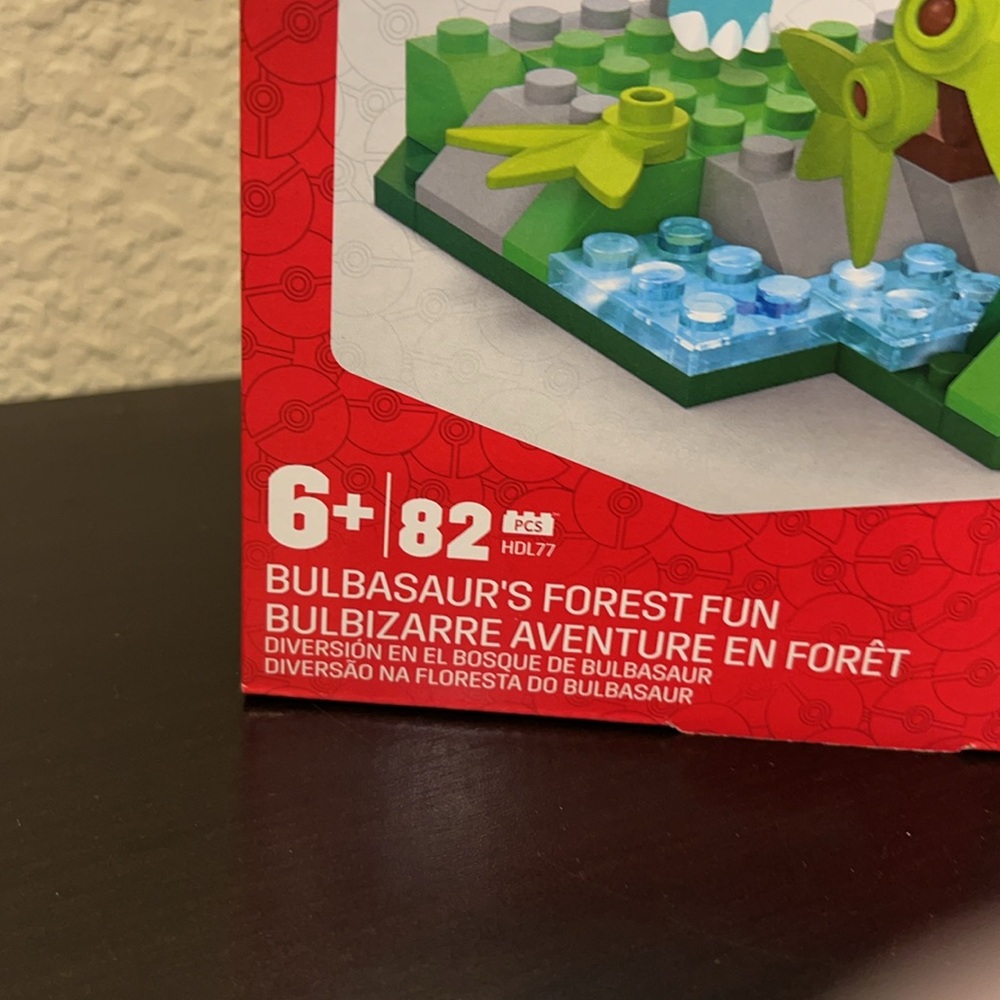 6+ 82 PCS
HDL77
BULBASAUR'S FOREST FUN
BULBIZARRE AVENTURE EN FORÊT
DIVERSIÓN EN EL BOSQUE DE BULBASAUR
DIVERSÃO NA FLORESTA DO BULBASAUR